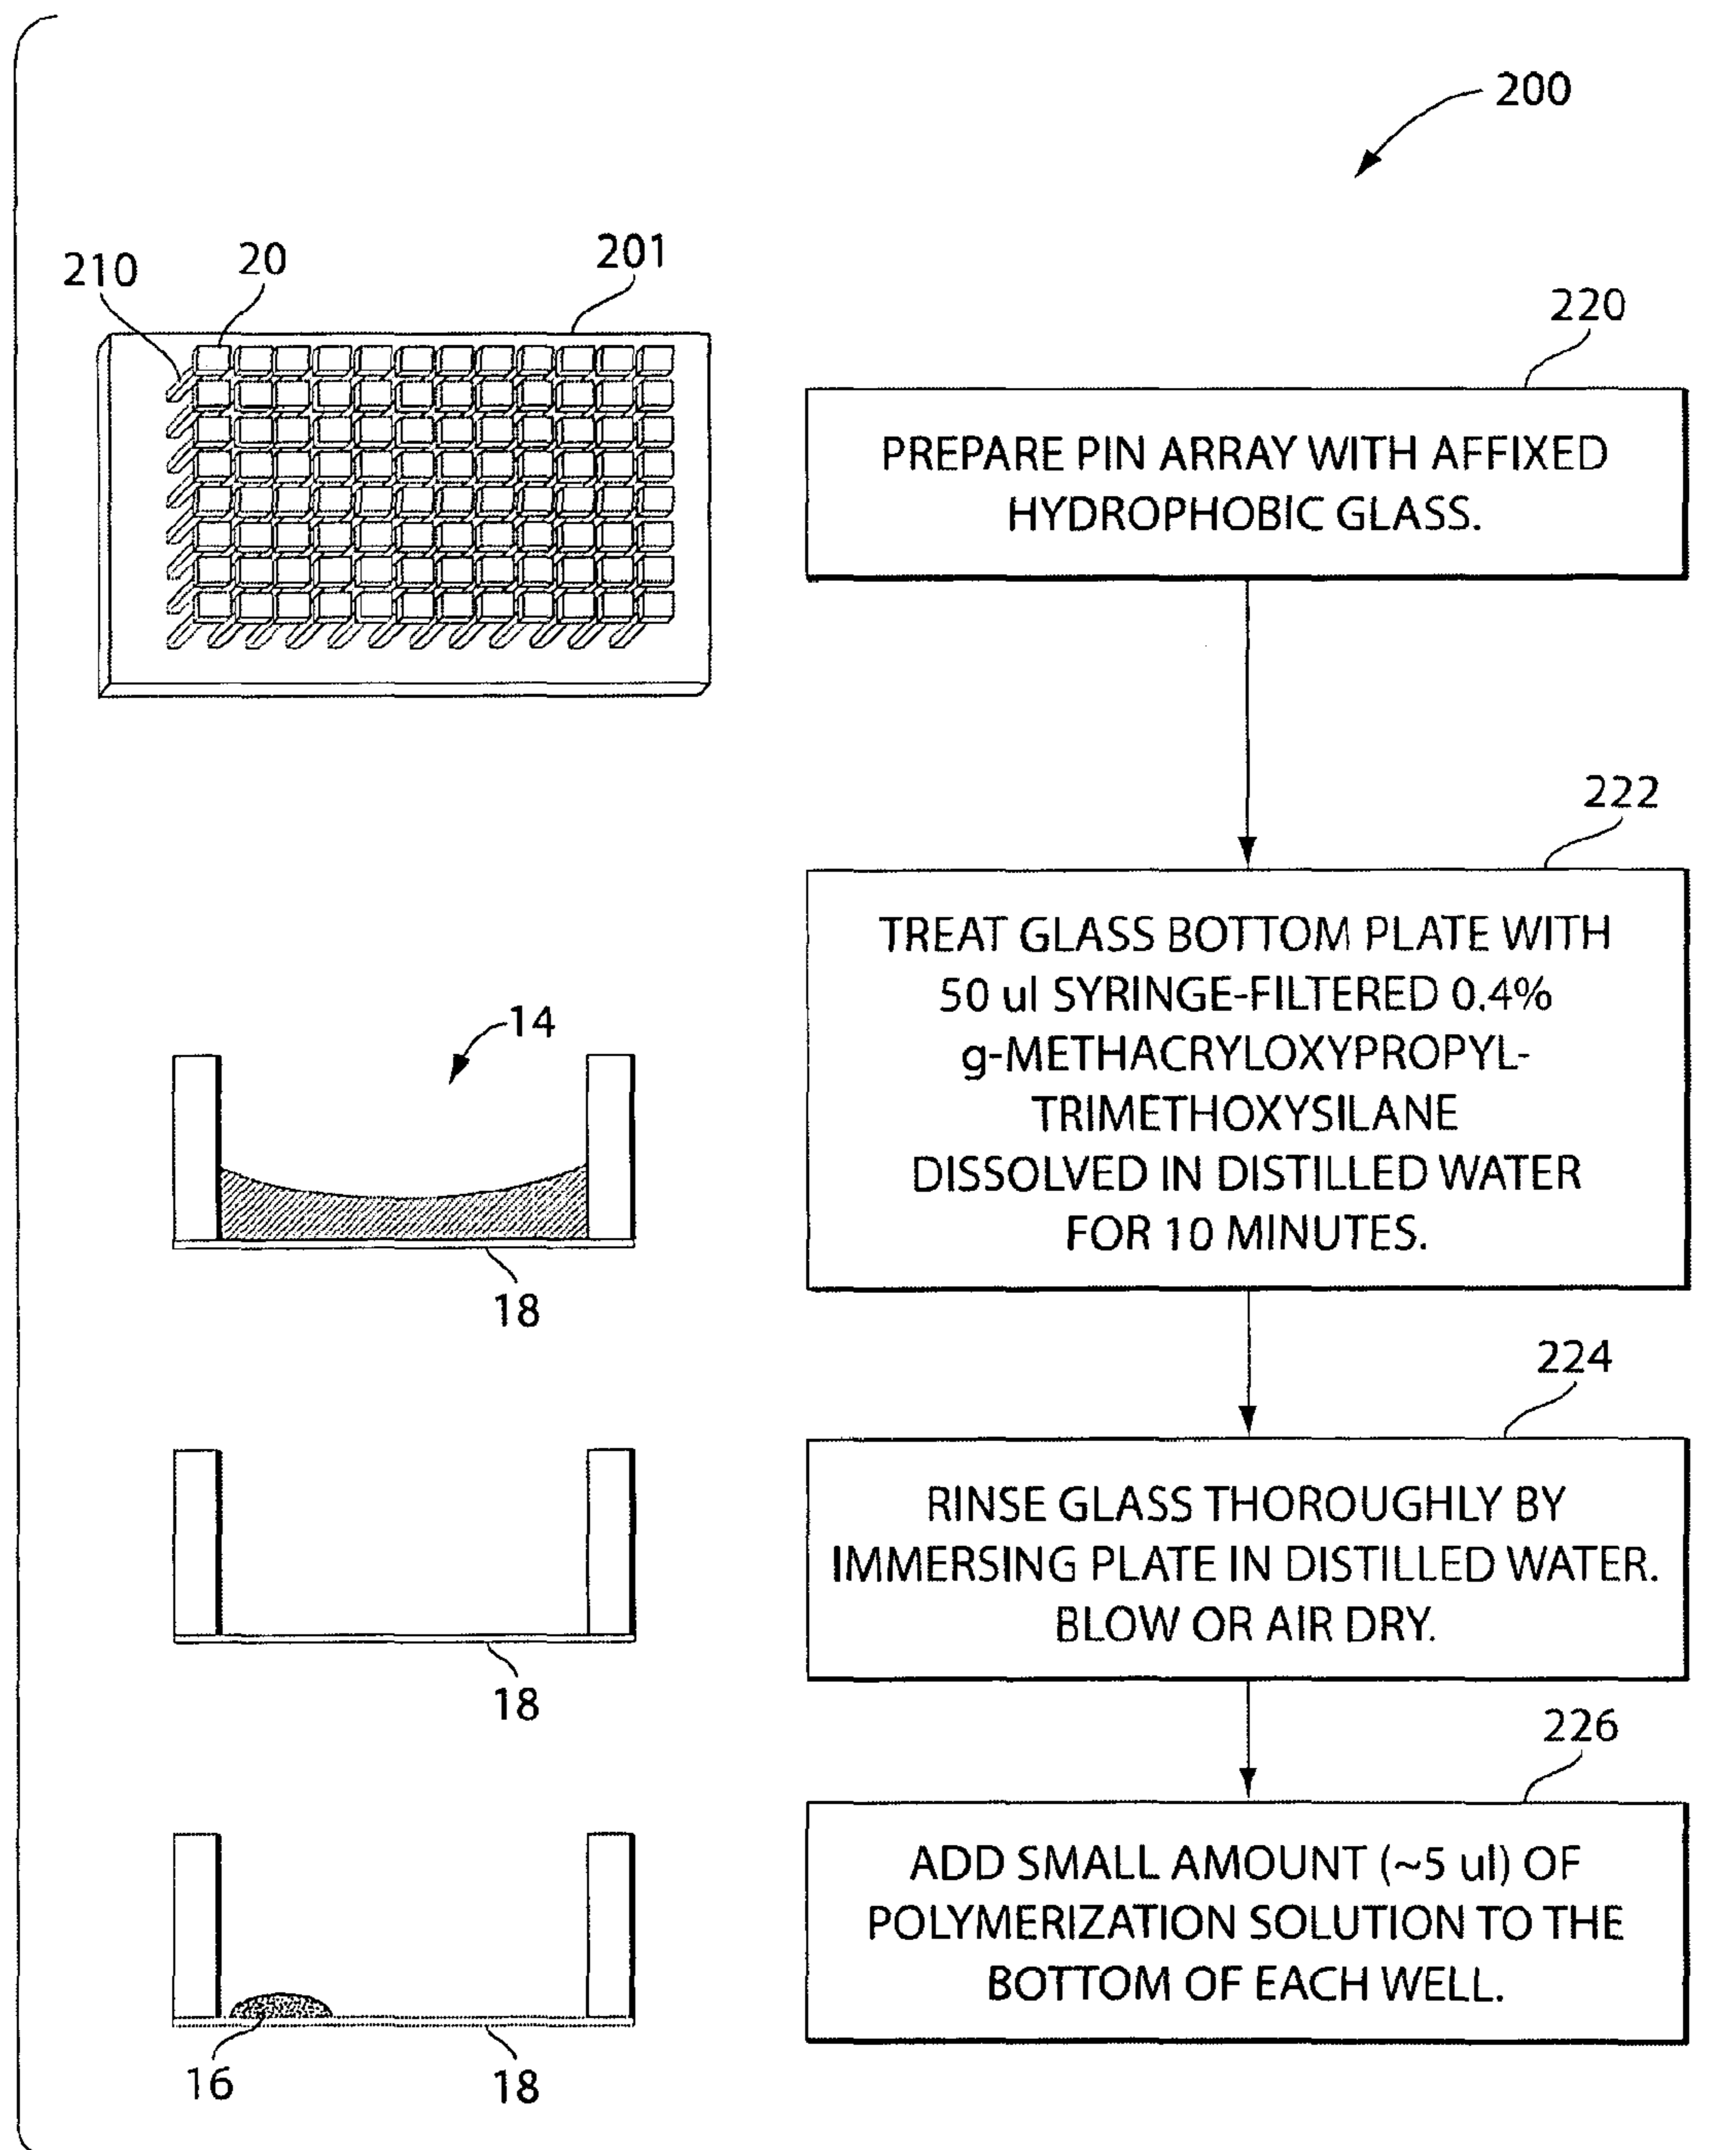 200
210
20
201
220
PREPARE PIN ARRAY WITH AFFIXED
HYDROPHOBIC GLASS.
222
TREAT GLASS BOTTOM PLATE WITH
50 ul SYRINGE-FILTERED 0.4%
g-METHACRYLOXYPROPYL-
TRIMETHOXYSILANE
DISSOLVED IN DISTILLED WATER
FOR 10 MINUTES.
14
18
224
RINSE GLASS THOROUGHLY BY
IMMERSING PLATE IN DISTILLED WATER.
BLOW OR AIR DRY.
18
226
ADD SMALL AMOUNT (~5 ul) OF
POLYMERIZATION SOLUTION TO THE
BOTTOM OF EACH WELL.
16
18